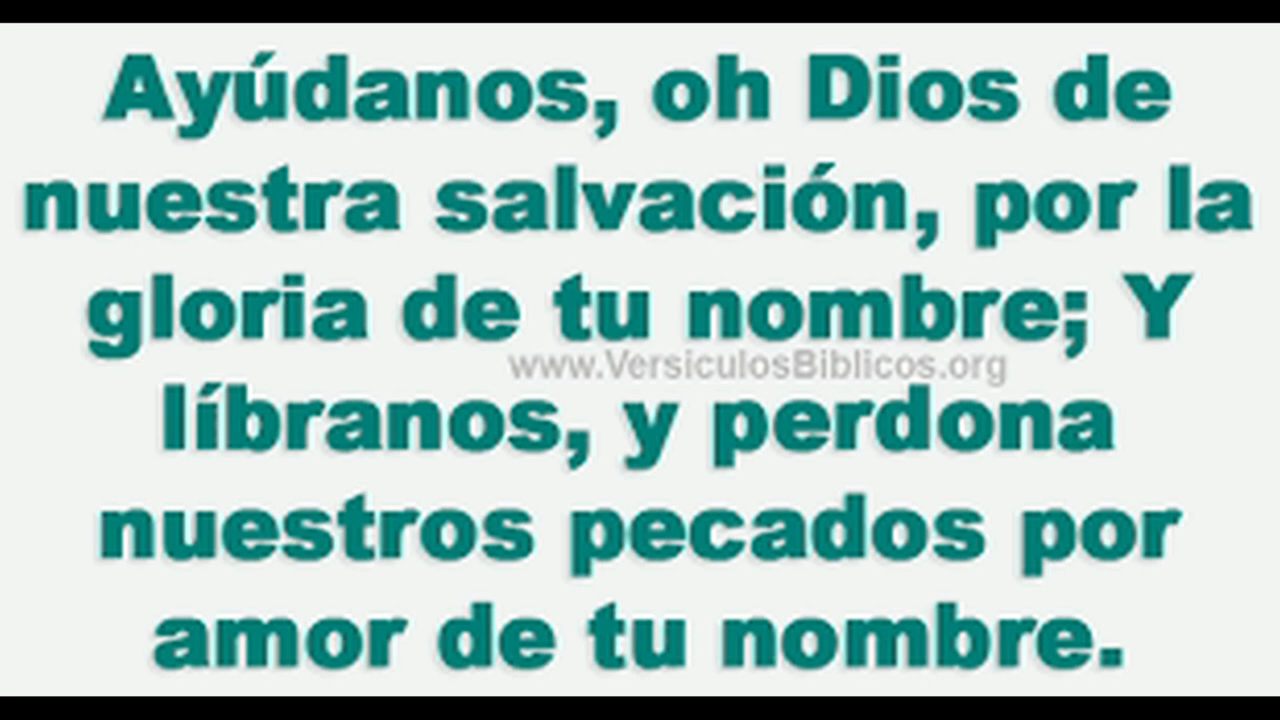 Ayúdanos, oh Dios de
nuestra salvación, por la
gloria de tu nombre; Y
www.VersiculosBiblicos.org
líbranos, y perdona
nuestros pecados por
amor de tu nombre.